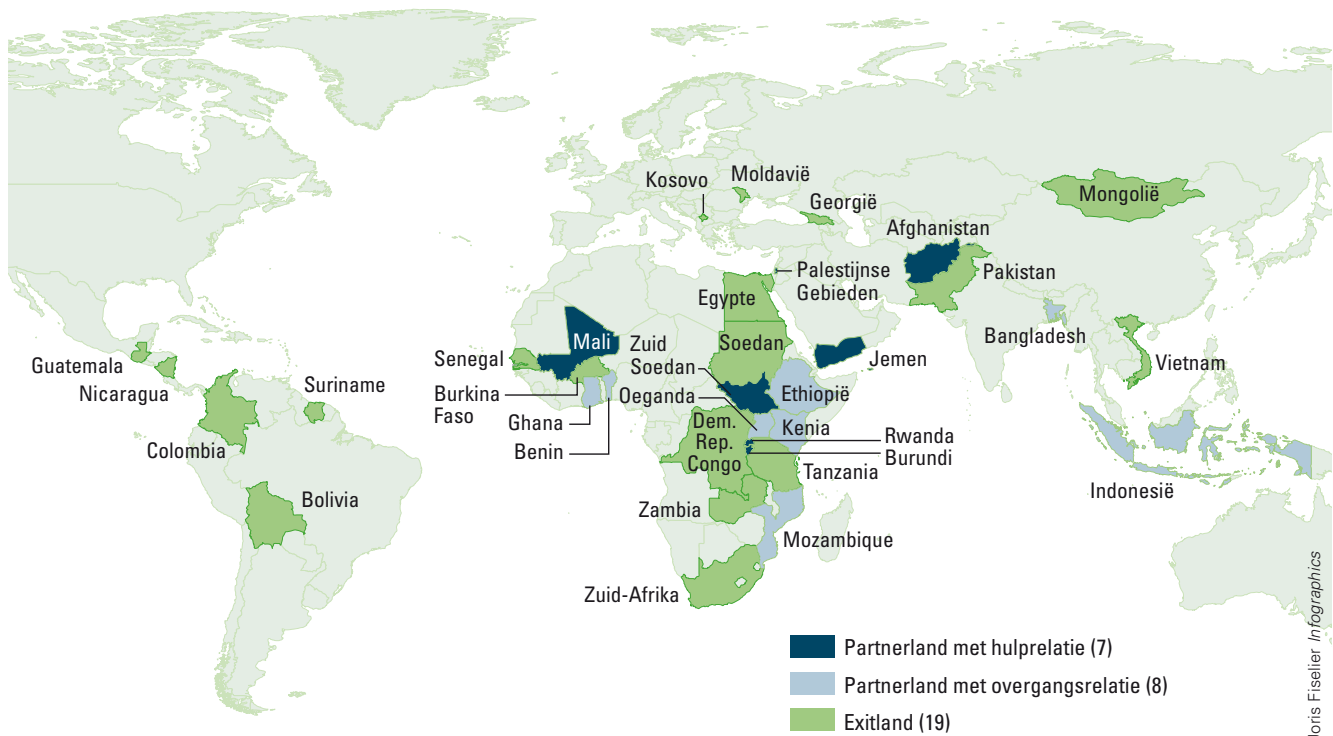 Kosovo
Moldavië
Georgië
Mongolië
Afghanistan
Pakistan
Palestijnse
Gebieden
Egypte
Bangladesh
Mali
Zuid
Soedan
Soedan
Jemen
Vietnam
Senegal
Guatemala
Nicaragua
Suriname
Burkina
Faso
Oeganda
Ethiopië
Ghana
Dem.
Rep.
Congo
Kenia
Rwanda
Burundi
Benin
Colombia
Tanzania
Indonesië
Bolivia
Zambia
Mozambique
Zuid-Afrika
Partnerland met hulprelatie (7)
Partnerland met overgangsrelatie (8)
Exitland (19)
Joris Fiselier Infographics